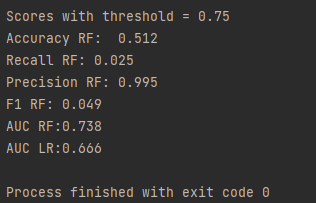 Scores with threshold = 0.75
Accuracy RF:  0.512
Recall RF: 0.025
Precision RF: 0.995
F1 RF: 0.049
AUC RF:0.738
AUC LR:0.666
Process finished with exit code 0